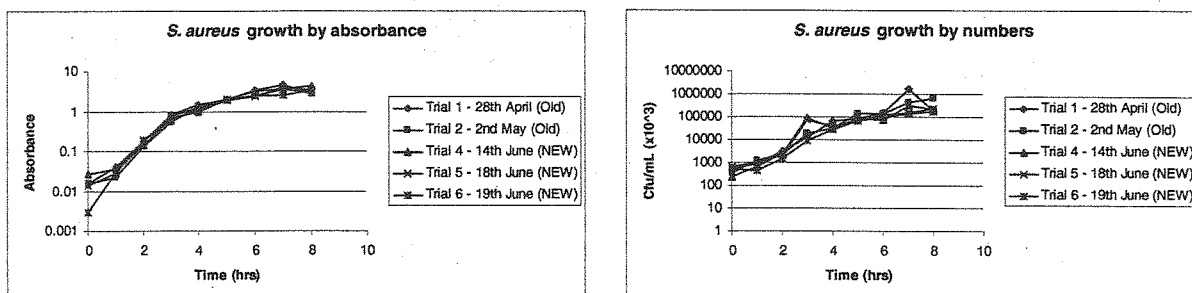 S. aureus growth by absorbance
Absorbance
10
1
0.1
0.01
0.001
0
2
4
6
8
10
Time (hrs)
Trial 1 - 28th April (Old)
Trial 2 - 2nd May (Old)
Trial 4 - 14th June (NEW)
Trial 5 - 18th June (NEW)
Trial 6 - 19th June (NEW)
S. aureus growth by numbers
Cfu/mL (x10^3)
10000000
1000000
100000
10000
1000
100
10
1
0
2
4
6
8
10
Time (hrs)
Trial 1 - 28th April (Old)
Trial 2 - 2nd May (Old)
Trial 4 - 14th June (NEW)
Trial 5 - 18th June (NEW)
Trial 6 - 19th June (NEW)